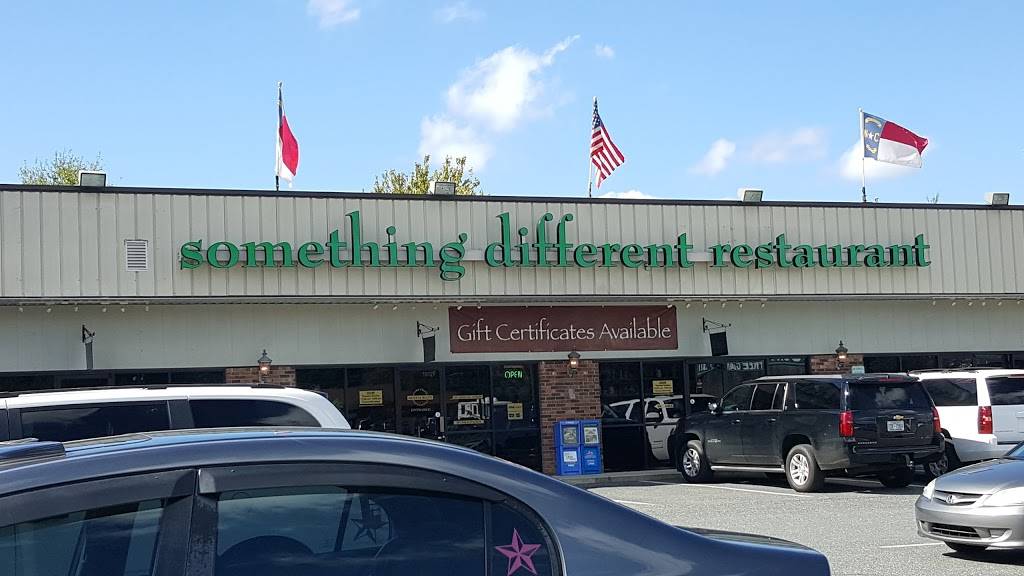 something different restaurant
Gift Certificates Available
OPEN